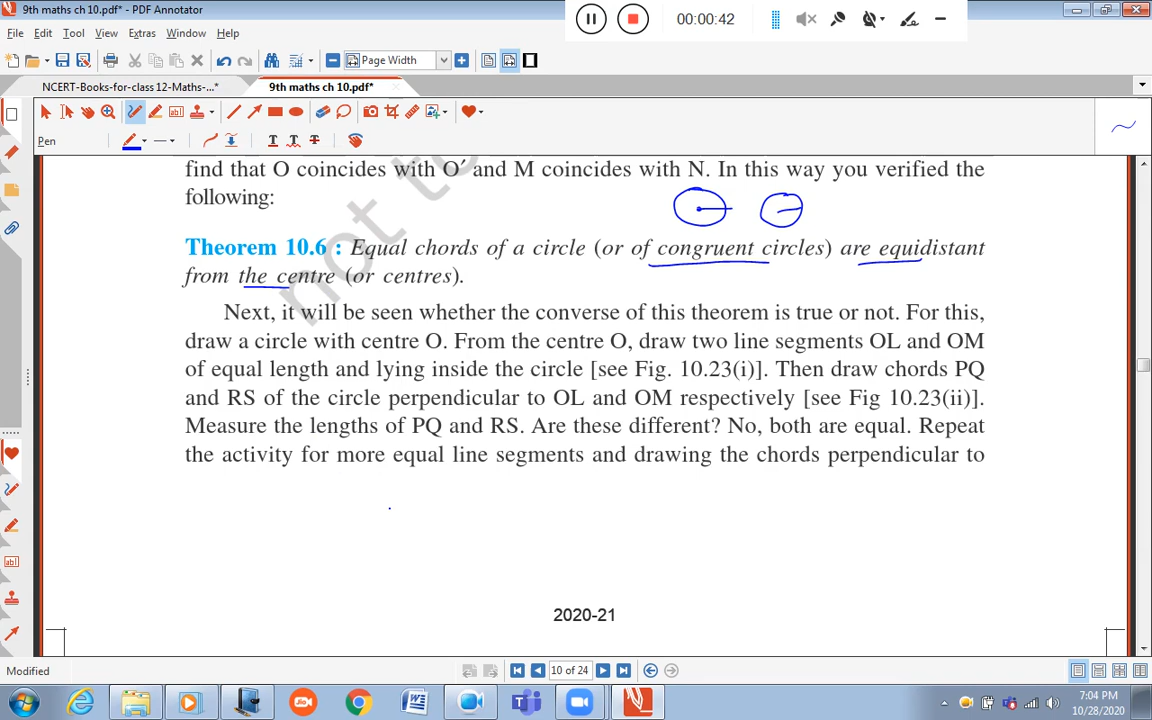 9th maths ch 10.pdf* - PDF Annotator
00:00:42
File Edit Tool Extras Window Help
Page Width
NCERT-Books-for-class 12-Maths-...*
9th maths ch 10.pdf*
Pen
find that O coincides with O′ and M coincides with N. In this way you verified the
following:
Theorem 10.6 : Equal chords of a circle (or of congruent circles) are equidistant
from the centre (or centres).
Next, it will be seen whether the converse of this theorem is true or not. For this,
draw a circle with centre O. From the centre O, draw two line segments OL and OM
of equal length and lying inside the circle [see Fig. 10.23(i)]. Then draw chords PQ
and RS of the circle perpendicular to OL and OM respectively [see Fig 10.23(ii)].
Measure the lengths of PQ and RS. Are these different? No, both are equal. Repeat
the activity for more equal line segments and drawing the chords perpendicular to
not to
2020-21
Modified
10 of 24
Jio
7:04 PM
10/28/2020